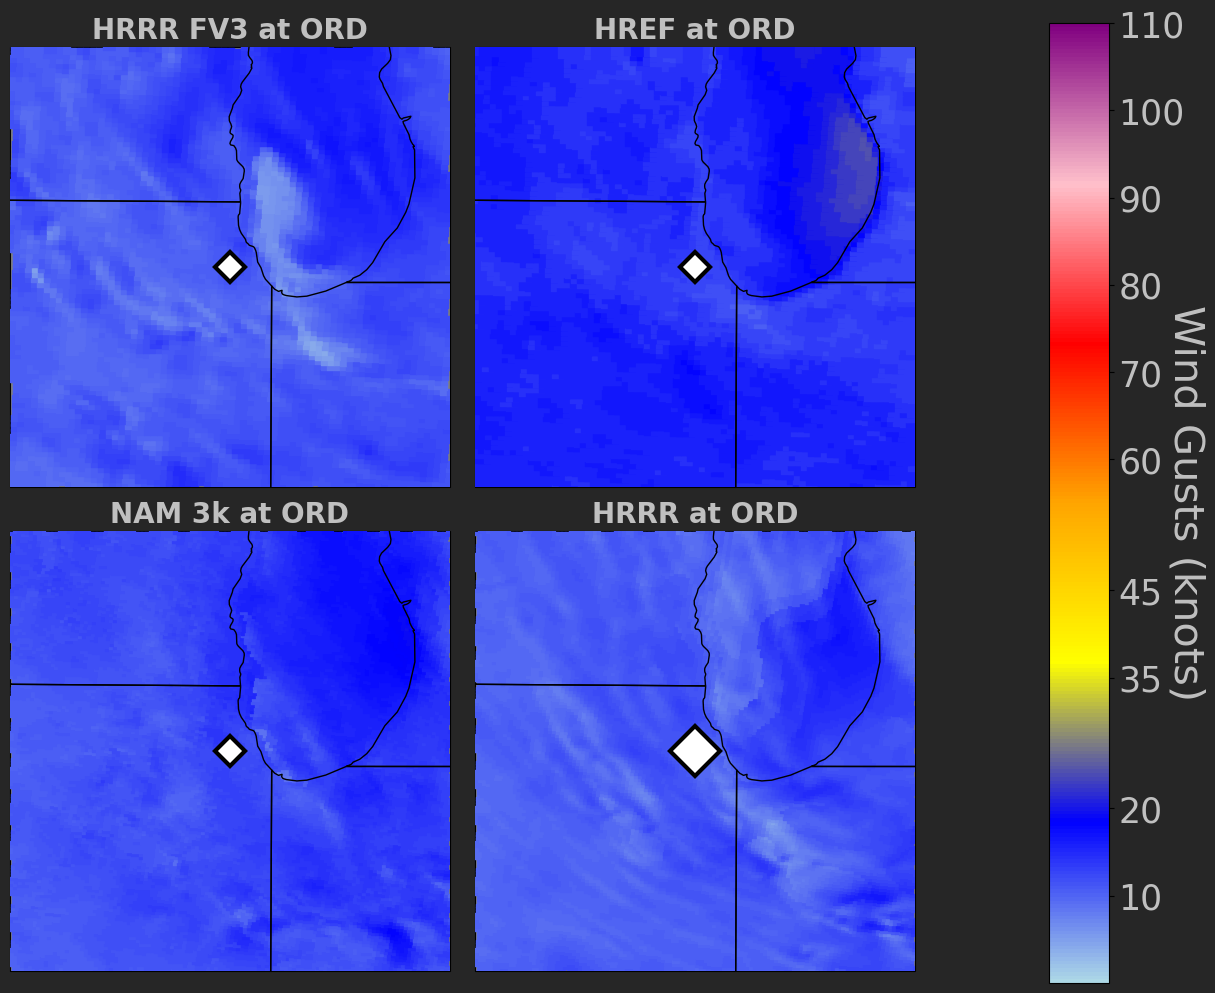 HRRR FV3 at ORD
HREF at ORD
NAM 3k at ORD
HRRR at ORD
110
100
90
80
70
60
45
35
20
10
Wind Gusts (knots)